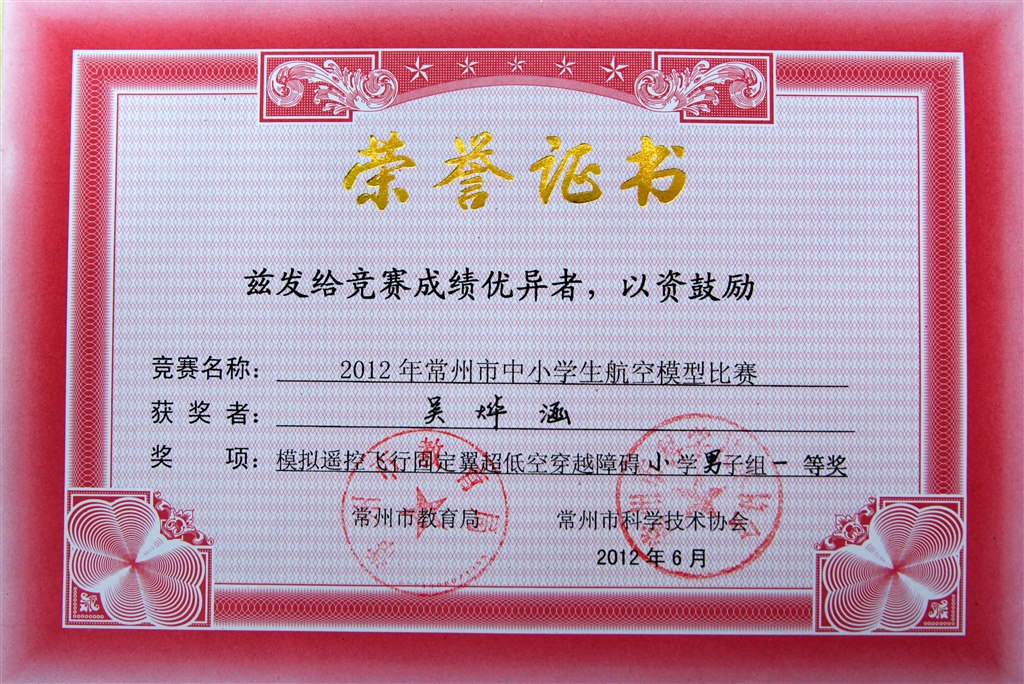 荣誉证书
兹发给竞赛成绩优异者，以资鼓励
竞赛名称：2012年常州市中小学生航空模型比赛
获奖者：吴烨涵
奖项：模拟遥控飞行固定翼超低空穿越障碍小学男子组一等奖
常州市教育局 常州市科学技术协会
2012年6月